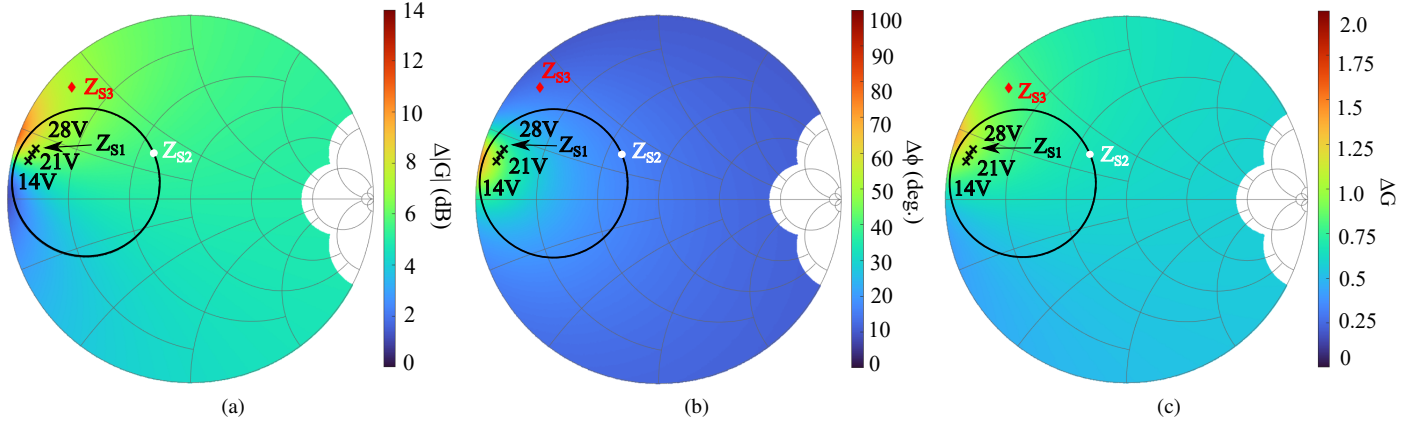 Z_S3
28V
Z_S1
Z_S2
21V
14V
14
12
10
8
6
4
2
0
Δ|G| (dB)
(a)
Z_S3
28V
Z_S1
Z_S2
21V
14V
100
90
80
70
60
50
40
30
20
10
0
Δϕ (deg.)
(b)
Z_S3
28V
Z_S1
Z_S2
21V
14V
2.0
1.75
1.5
1.25
1.0
0.75
0.5
0.25
0
ΔG
(c)